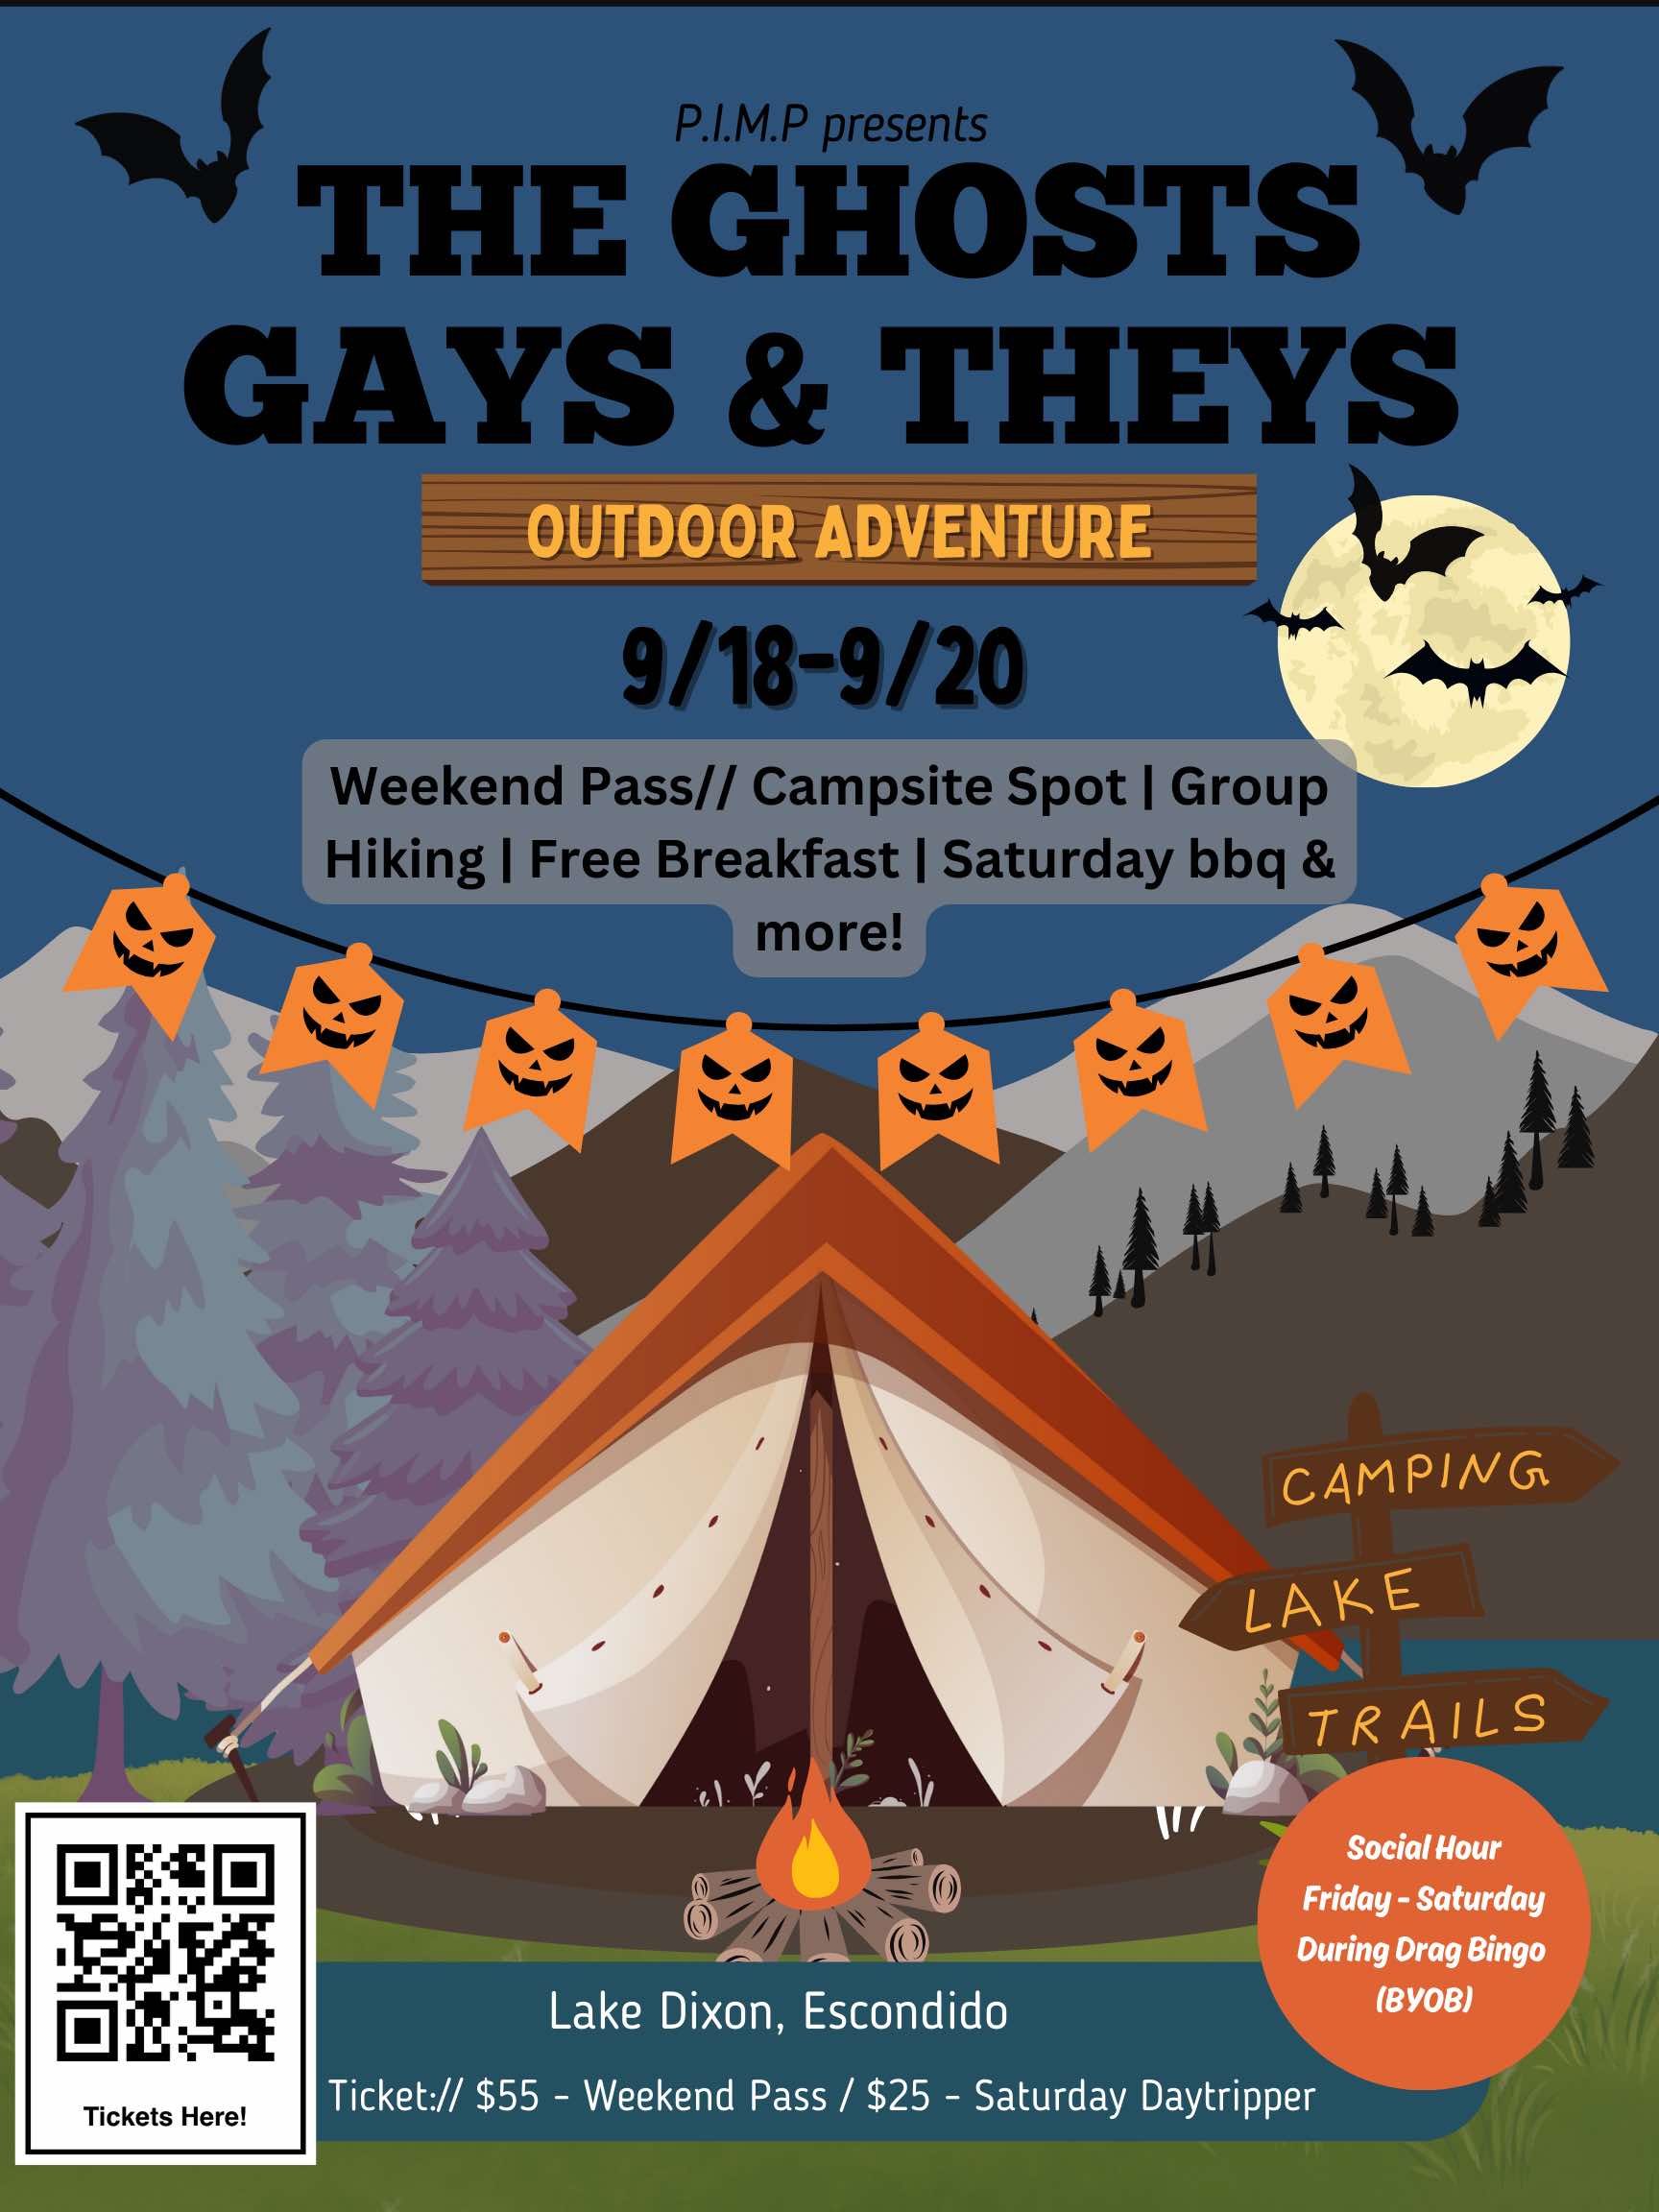 P.I.M.P presents
THE GHOSTS
GAYS & THEYS
OUTDOOR ADVENTURE
9/18-9/20
Weekend Pass// Campsite Spot | Group
Hiking | Free Breakfast | Saturday bbq &
more!
CAMPING
LAKE
TRAILS
Social Hour
Friday - Saturday
During Drag Bingo
(BYOB)
Lake Dixon, Escondido
Ticket:// $55 - Weekend Pass / $25 - Saturday Daytripper
Tickets Here!